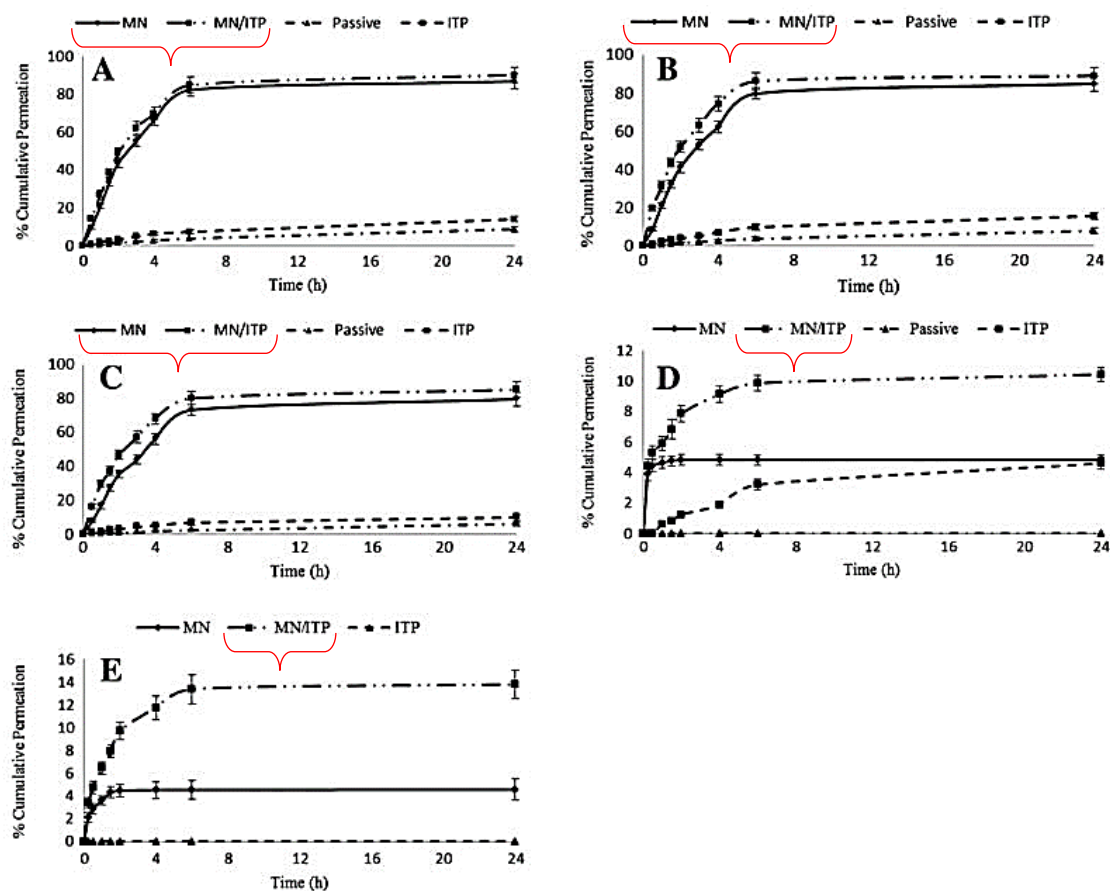 MN MN/ITP Passive ITP
A
% Cumulative Permeation
100
80
60
40
20
0
0 4 8 12 16 20 24
Time (h)
MN MN/ITP Passive ITP
B
% Cumulative Permeation
100
80
60
40
20
0
0 4 8 12 16 20 24
Time (h)
MN MN/ITP Passive ITP
C
% Cumulative Permeation
100
80
60
40
20
0
0 4 8 12 16 20 24
Time (h)
MN MN/ITP Passive ITP
D
% Cumulative Permeation
12
10
8
6
4
2
0
0 4 8 12 16 20 24
Time (h)
MN MN/ITP ITP
E
% Cumulative Permeation
16
14
12
10
8
6
4
2
0
0 4 8 12 16 20 24
Time (h)